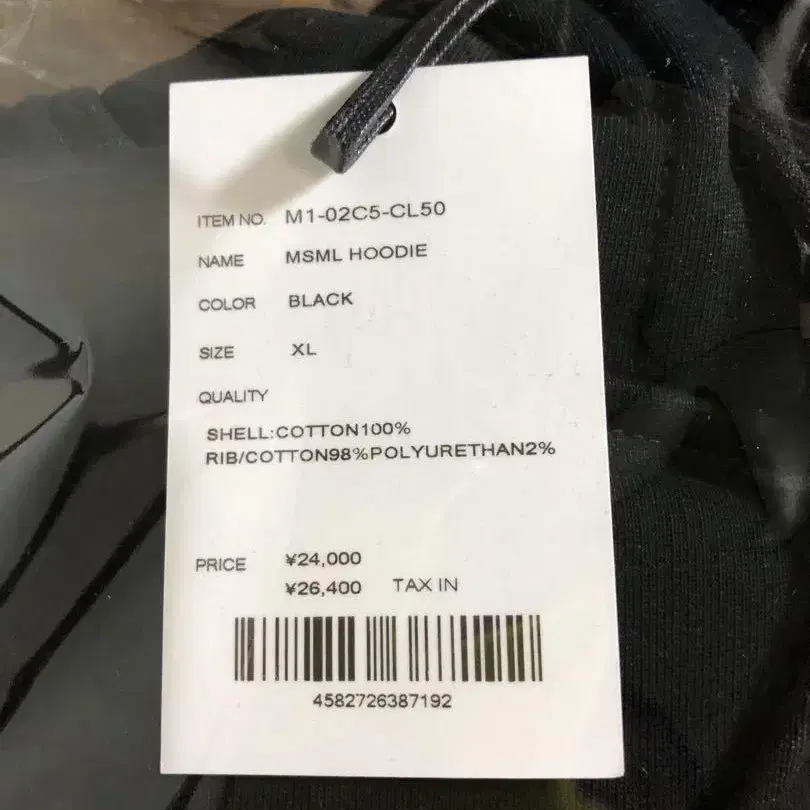 ITEM NO. M1-02C5-CL50
NAME MSML HOODIE
COLOR BLACK
SIZE XL
QUALITY
SHELL:COTTON100%
RIB/COTTON98%POLYURETHAN2%
PRICE ¥24,000
¥26,400 TAX IN
4582726387192